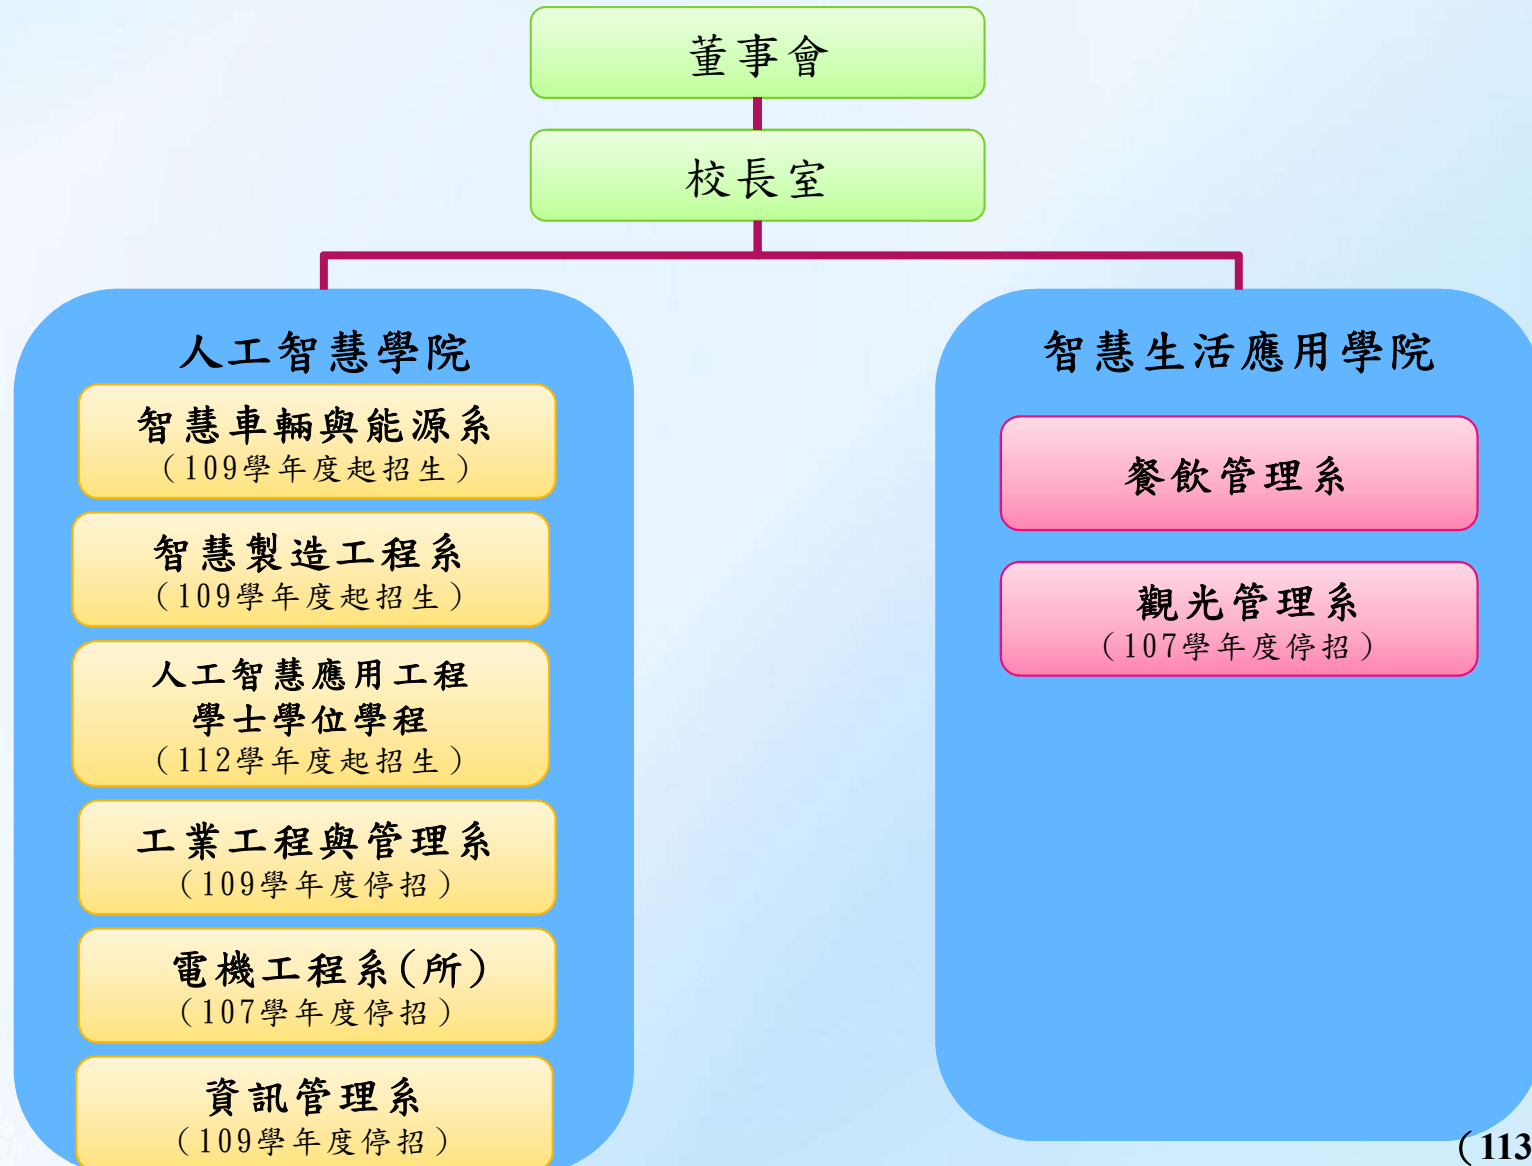 董事會
校長室
人工智慧學院
智慧車輛與能源系
（109學年度起招生）
智慧製造工程系
（109學年度起招生）
人工智慧應用工程
學士學位學程
（112學年度起招生）
工業工程與管理系
（109學年度停招）
電機工程系(所)
（107學年度停招）
資訊管理系
（109學年度停招）
智慧生活應用學院
餐飲管理系
觀光管理系
（107學年度停招）
（113